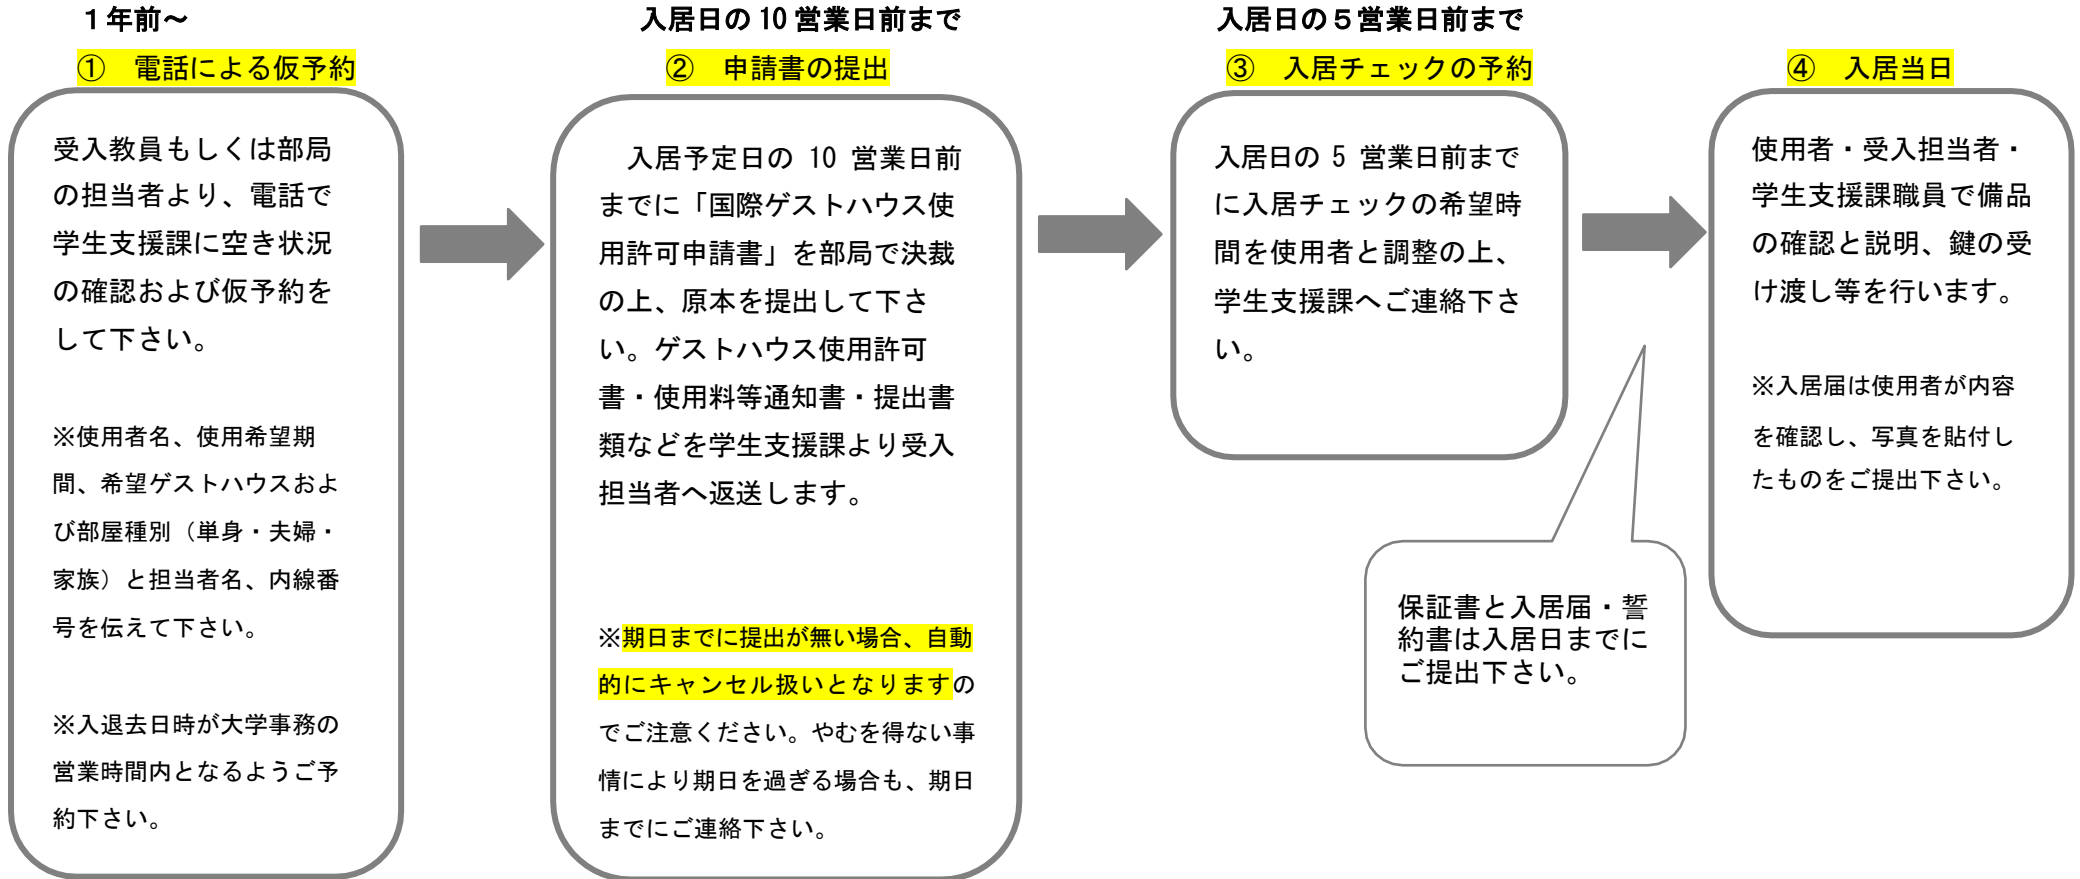 １年前～
① 電話による仮予約
受入教員もしくは部局
の担当者より、電話で
学生支援課に空き状況
の確認および仮予約を
して下さい。
※使用者名、使用希望期
間、希望ゲストハウスおよ
び部屋種別（単身・夫婦・
家族）と担当者名、内線番
号を伝えて下さい。
※入退去日時が大学事務の
営業時間内となるようご予
約下さい。
入居日の 10 営業日前まで
② 申請書の提出
入居予定日の 10 営業日前
までに「国際ゲストハウス使
用許可申請書」を部局で決裁
の上、原本を提出して下さ
い。ゲストハウス使用許可
書・使用料等通知書・提出書
類などを学生支援課より受入
担当者へ返送します。
※期日までに提出が無い場合、自動
的にキャンセル扱いとなりますの
でご注意ください。やむを得ない事
情により期日を過ぎる場合も、期日
までにご連絡下さい。
入居日の５営業日前まで
③ 入居チェックの予約
入居日の 5 営業日前まで
に入居チェックの希望時
間を使用者と調整の上、
学生支援課へご連絡下さ
い。
保証書と入居届・誓
約書は入居日までに
ご提出下さい。
④ 入居当日
使用者・受入担当者・
学生支援課職員で備品
の確認と説明、鍵の受
け渡し等を行います。
※入居届は使用者が内容
を確認し、写真を貼付し
たものをご提出下さい。